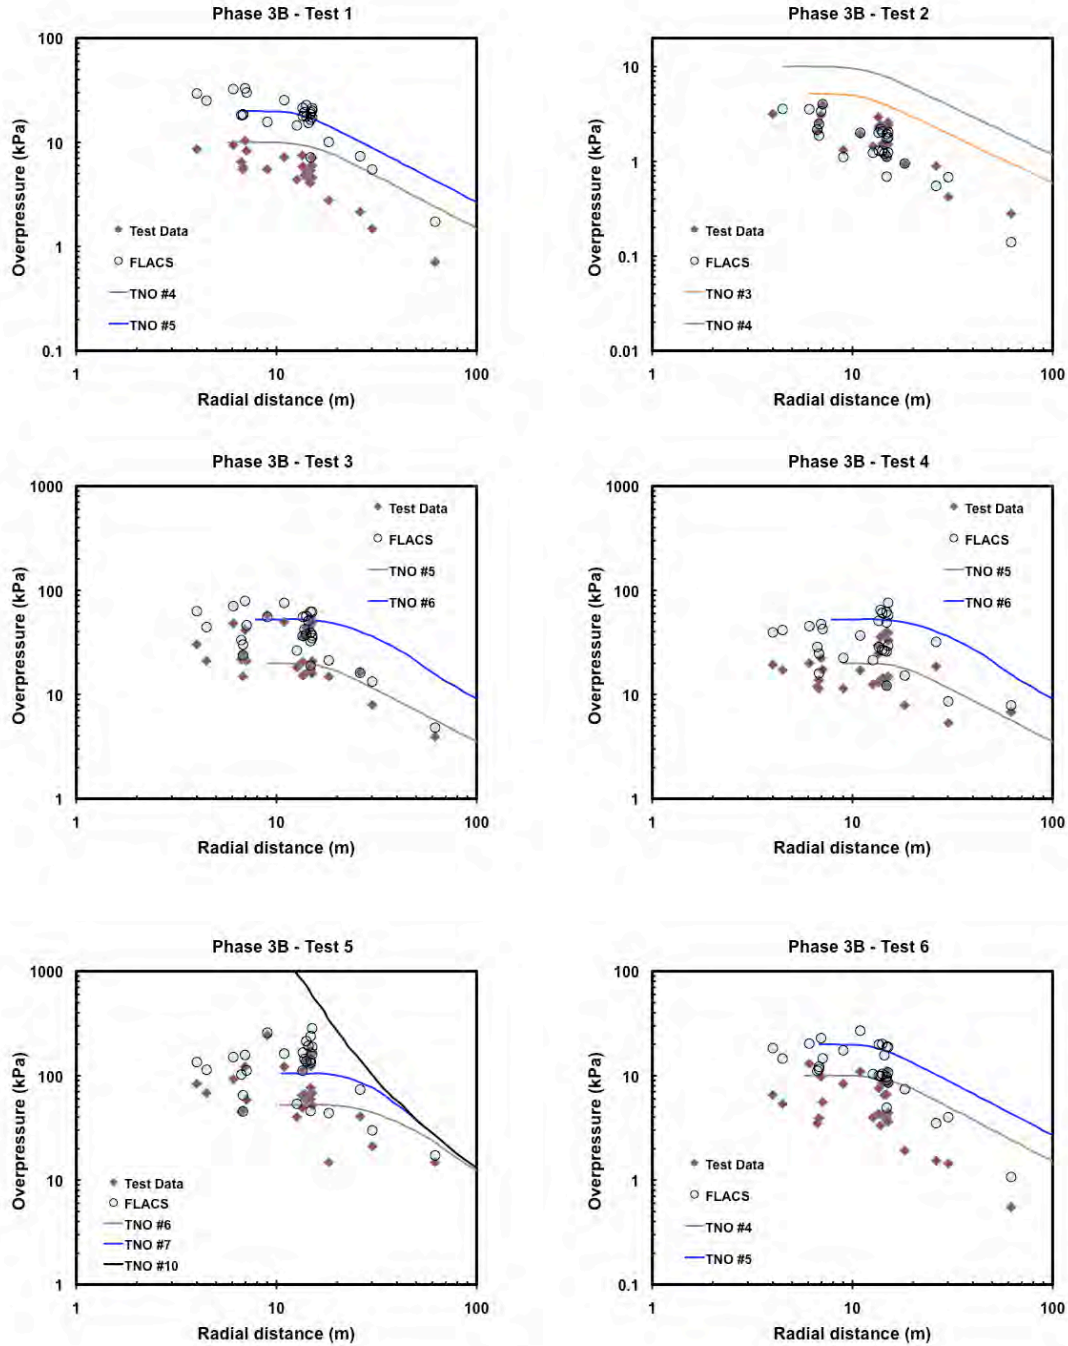 Phase 3B - Test 1
100
10
1
0.1
Overpressure (kPa)
Test Data
FLACS
TNO #4
TNO #5
1
10
100
Radial distance (m)
Phase 3B - Test 2
10
1
0.1
0.01
Overpressure (kPa)
Test Data
FLACS
TNO #3
TNO #4
1
10
100
Radial distance (m)
Phase 3B - Test 3
1000
100
10
1
Overpressure (kPa)
Test Data
FLACS
TNO #5
TNO #6
1
10
100
Radial distance (m)
Phase 3B - Test 4
1000
100
10
1
Overpressure (kPa)
Test Data
FLACS
TNO #5
TNO #6
1
10
100
Radial distance (m)
Phase 3B - Test 5
1000
100
10
1
Overpressure (kPa)
Test Data
FLACS
TNO #6
TNO #7
TNO #10
1
10
100
Radial distance (m)
Phase 3B - Test 6
100
10
1
0.1
Overpressure (kPa)
Test Data
FLACS
TNO #4
TNO #5
1
10
100
Radial distance (m)